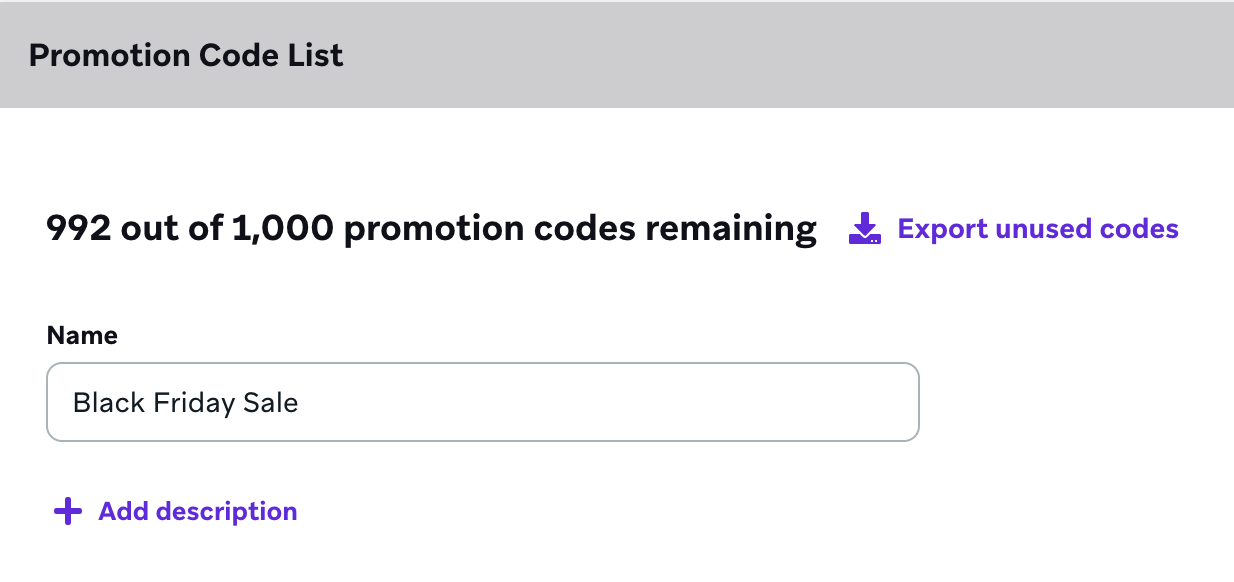 Promotion Code List
992 out of 1,000 promotion codes remaining Export unused codes
Name
Black Friday Sale
Add description